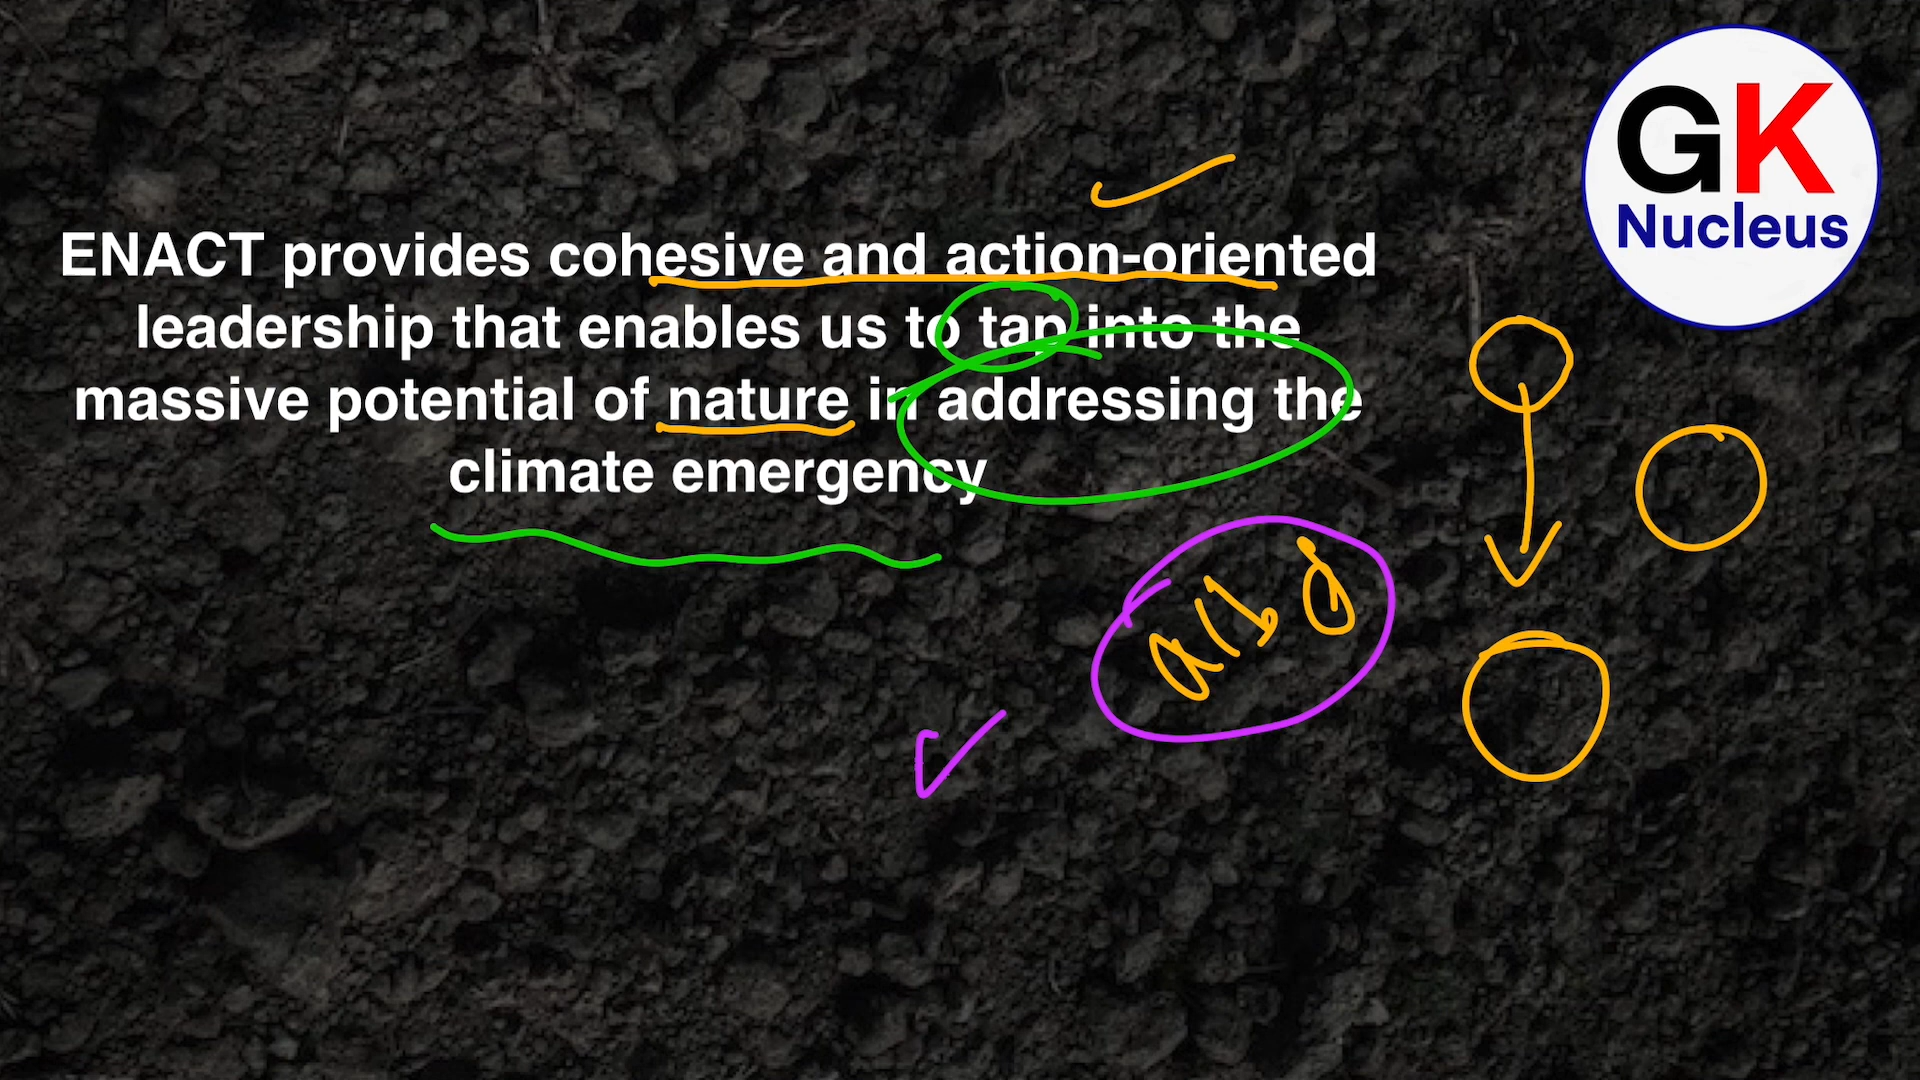 GK
Nucleus
ENACT provides cohesive and action-oriented
leadership that enables us to tap into the
massive potential of nature in addressing the
climate emergency